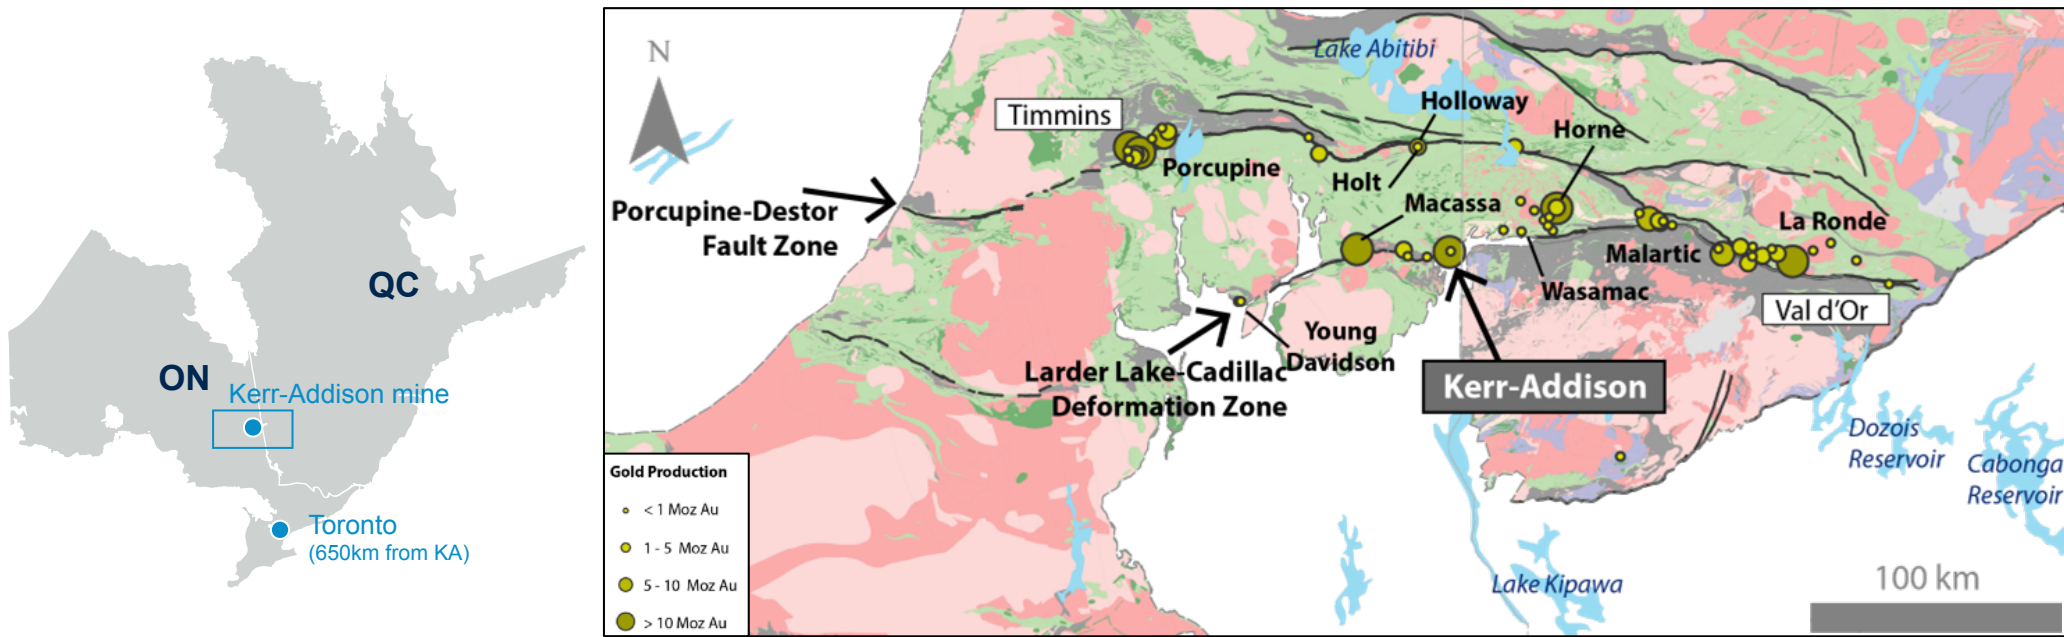 QC
ON
Kerr-Addison mine
Toronto
(650km from KA)
N
Lake Abitibi
Timmins
Holloway
Horne
Porcupine
Holt
Macassa
Porcupine-Destor
Fault Zone
La Ronde
Malartic
Wasamac
Val d'Or
Young
Davidson
Larder Lake-Cadillac
Deformation Zone
Kerr-Addison
Dozois
Reservoir
Cabonga
Reservoir
Lake Kipawa
100 km
Gold Production
< 1 Moz Au
1 - 5 Moz Au
5 - 10 Moz Au
> 10 Moz Au